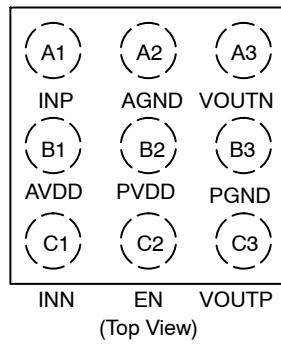 A1 A2 A3
INP AGND VOUTN
B1 B2 B3
AVDD PVDD PGND
C1 C2 C3
INN EN VOUTP
(Top View)